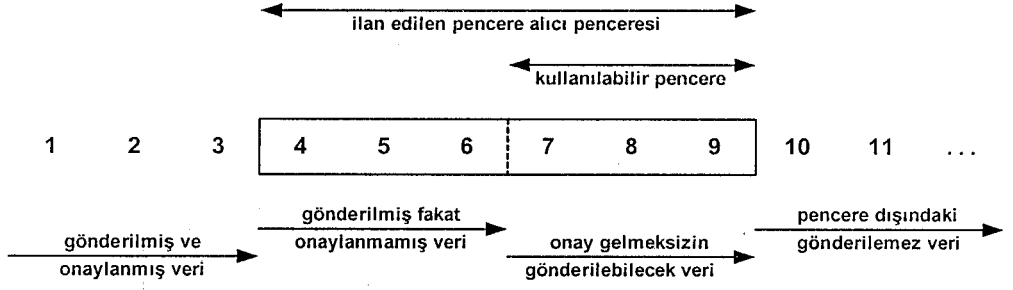 ilan edilen pencere alıcı penceresi
kullanılabilir pencere
1 2 3 4 5 6 7 8 9 10 11 ...
gönderilmiş ve
onaylanmış veri
gönderilmiş fakat
onaylanmamış veri
onay gelmeksizin
gönderilebilecek veri
pencere dışındaki
gönderilemez veri